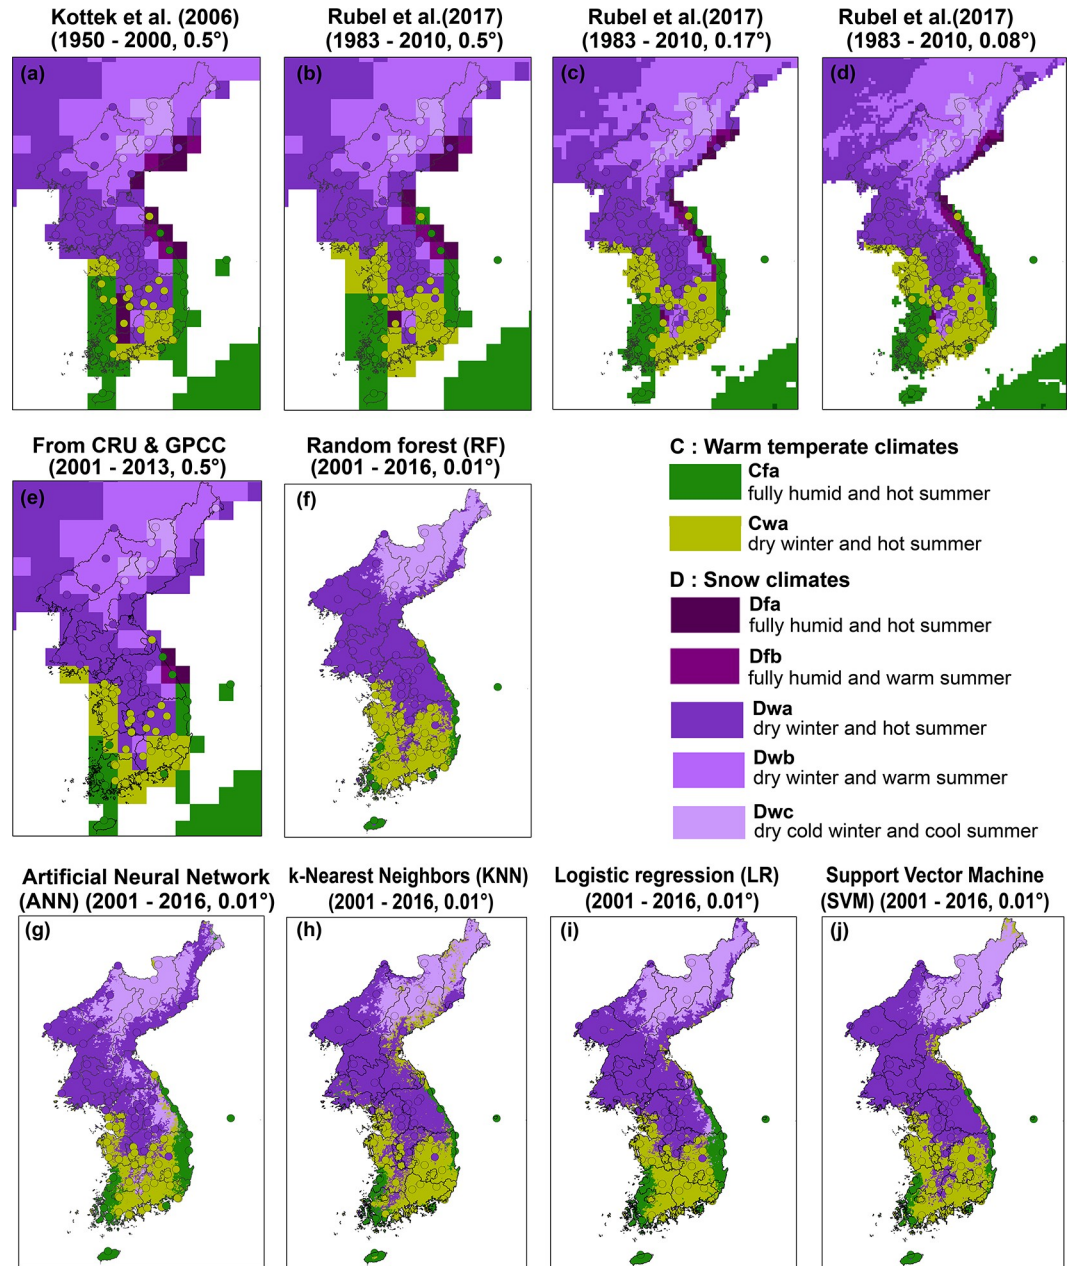 Kottek et al. (2006)
(1950 - 2000, 0.5°)
(a)
Rubel et al.(2017)
(1983 - 2010, 0.5°)
(b)
Rubel et al.(2017)
(1983 - 2010, 0.17°)
(c)
Rubel et al.(2017)
(1983 - 2010, 0.08°)
(d)
From CRU & GPCC
(2001 - 2013, 0.5°)
(e)
Random forest (RF)
(2001 - 2016, 0.01°)
(f)
C : Warm temperate climates
Cfa
fully humid and hot summer
Cwa
dry winter and hot summer
D : Snow climates
Dfa
fully humid and hot summer
Dfb
fully humid and warm summer
Dwa
dry winter and hot summer
Dwb
dry winter and warm summer
Dwc
dry cold winter and cool summer
Artificial Neural Network
(ANN) (2001 - 2016, 0.01°)
(g)
k-Nearest Neighbors (KNN)
(2001 - 2016, 0.01°)
(h)
Logistic regression (LR)
(2001 - 2016, 0.01°)
(i)
Support Vector Machine
(SVM) (2001 - 2016, 0.01°)
(j)